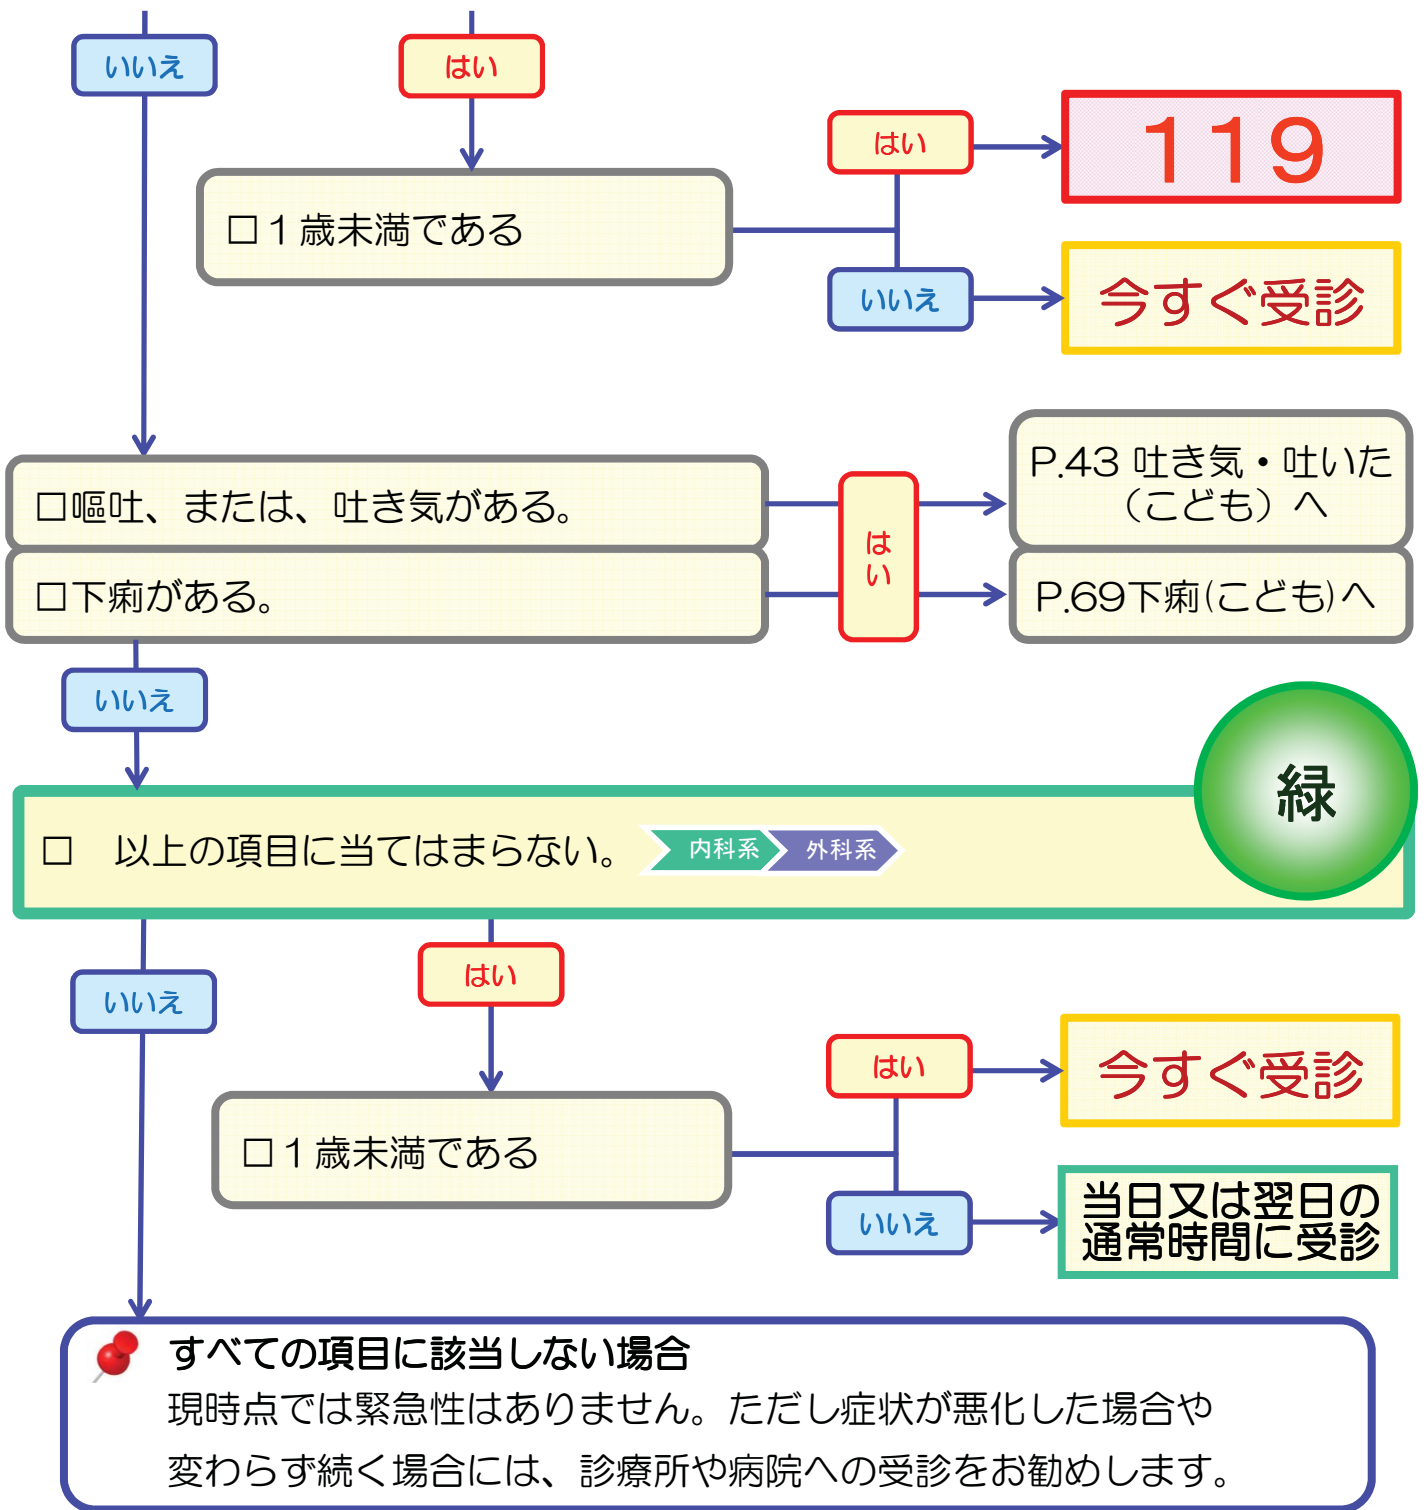 いいえ
はい
はい
119
□１歳未満である
いいえ
今すぐ受診
P.43 吐き気・吐いた
（こども）へ
□嘔吐、または、吐き気がある。
はい
□下痢がある。
P.69下痢(こども)へ
いいえ
緑
□　以上の項目に当てはまらない。 内科系 外科系
はい
いいえ
はい
今すぐ受診
□１歳未満である
いいえ
当日又は翌日の
通常時間に受診
すべての項目に該当しない場合
現時点では緊急性はありません。ただし症状が悪化した場合や
変わらず続く場合には、診療所や病院への受診をお勧めします。